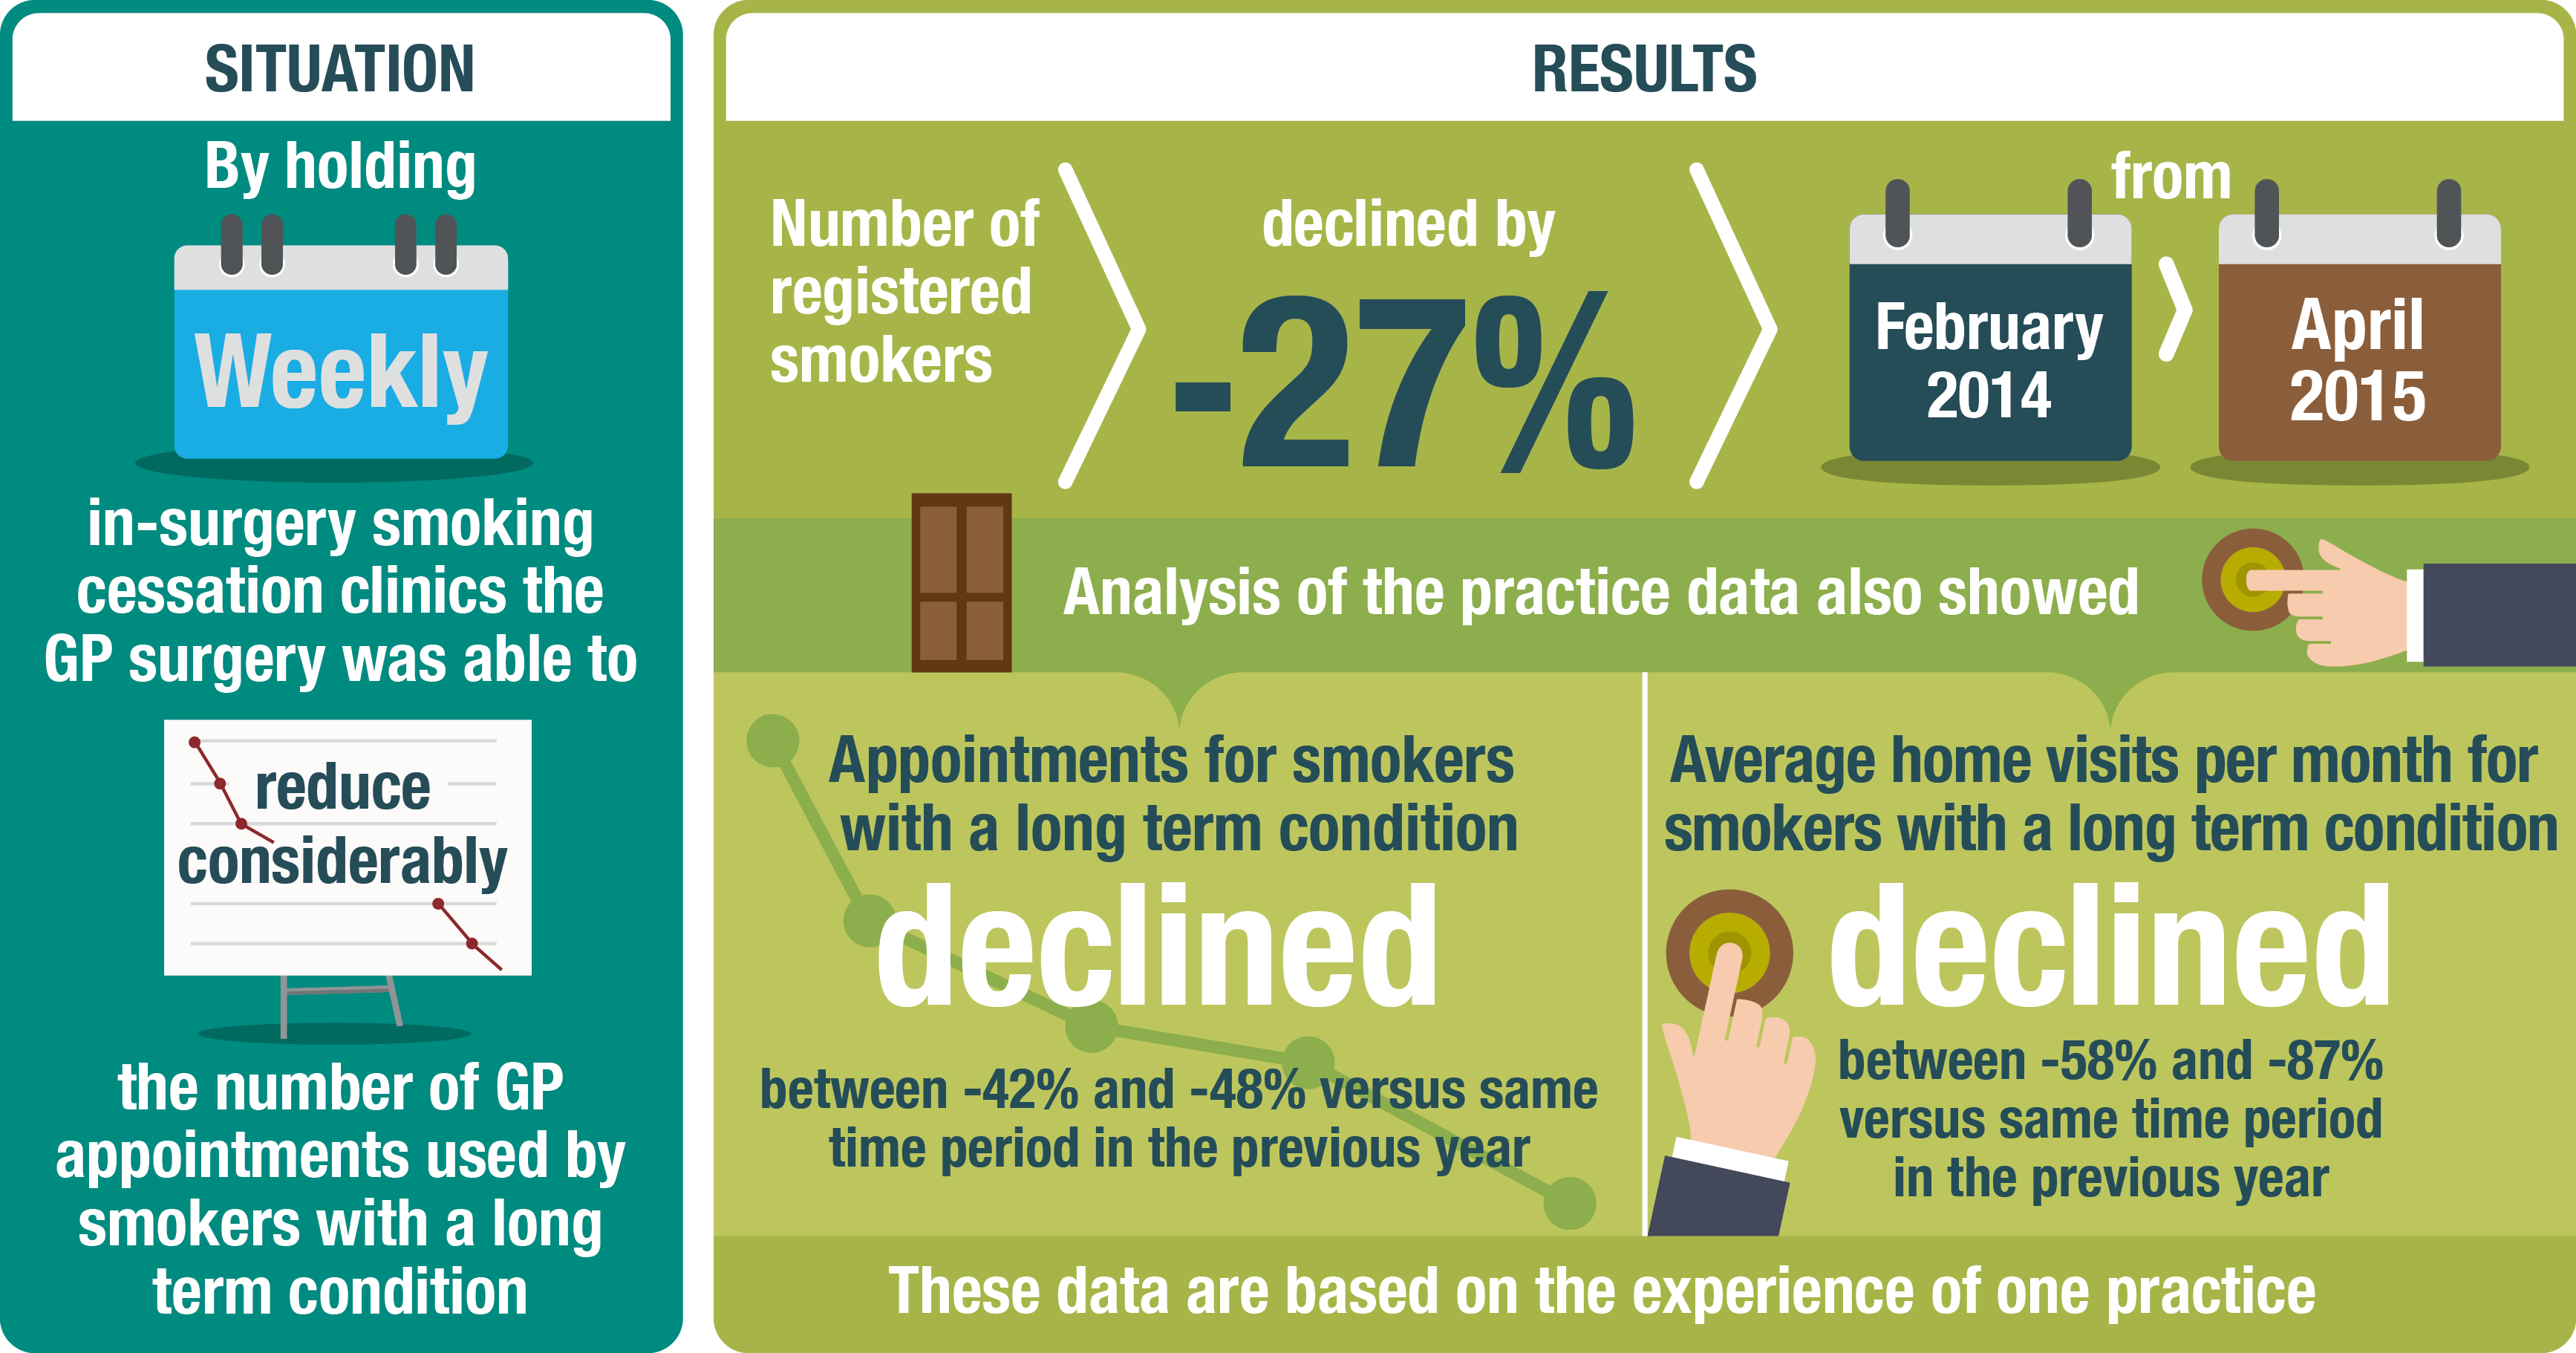 SITUATION
By holding
Weekly
in-surgery smoking
cessation clinics the
GP surgery was able to
reduce
considerably
the number of GP
appointments used by
smokers with a long
term condition
RESULTS
Number of
registered
smokers
declined by
-27%
from
February
2014
April
2015
Analysis of the practice data also showed
Appointments for smokers
with a long term condition
declined
between -42% and -48% versus same
time period in the previous year
Average home visits per month for
smokers with a long term condition
declined
between -58% and -87%
versus same time period
in the previous year
These data are based on the experience of one practice